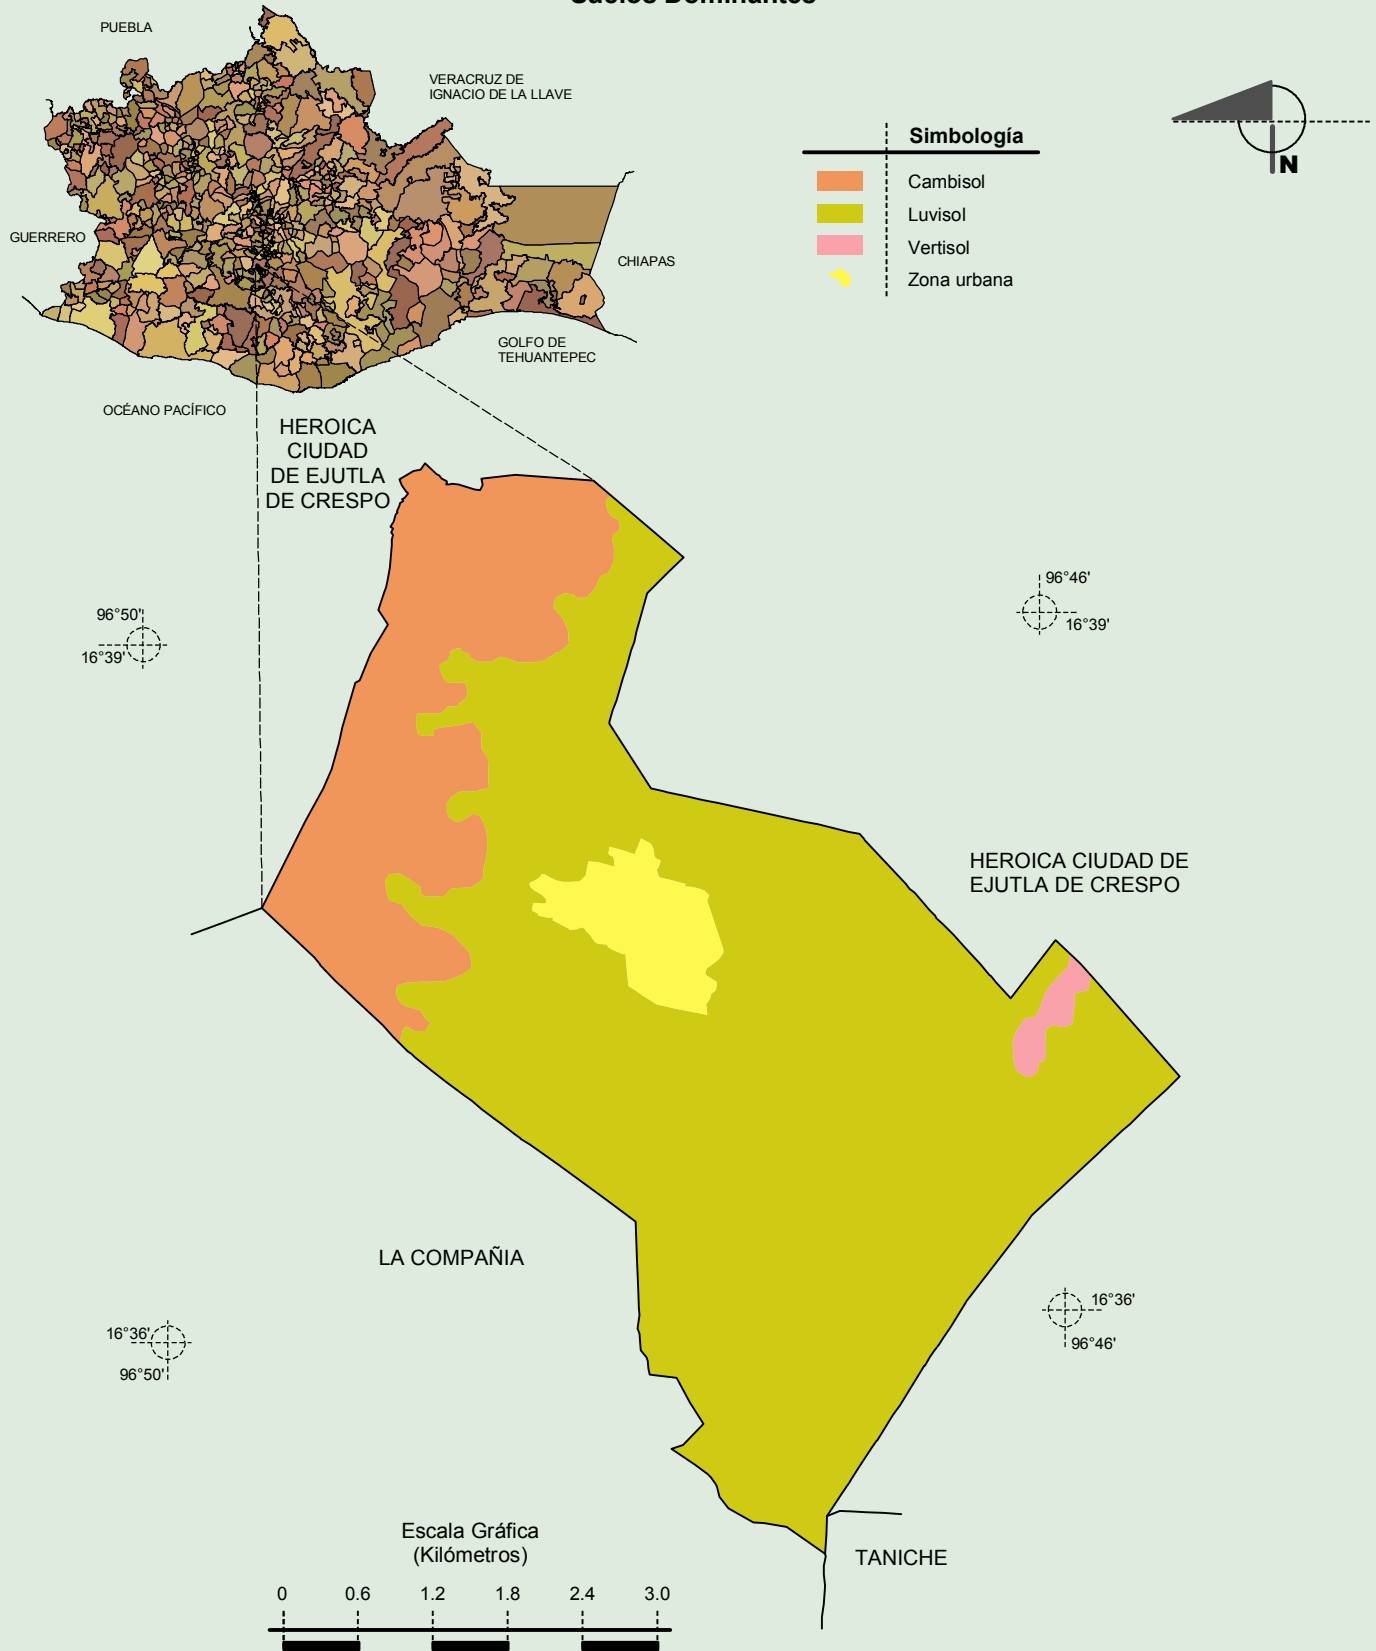 Suelos Dominantes
PUEBLA
VERACRUZ DE
IGNACIO DE LA LLAVE
GUERRERO
CHIAPAS
GOLFO DE
TEHUANTEPEC
OCÉANO PACÍFICO
Simbología
Cambisol
Luvisol
Vertisol
Zona urbana
N
HEROICA
CIUDAD
DE EJUTLA
DE CRESPO
96°50'
16°39'
96°46'
16°39'
HEROICA CIUDAD DE
EJUTLA DE CRESPO
LA COMPAÑIA
16°36'
96°50'
16°36'
96°46'
TANICHE
Escala Gráfica
(Kilómetros)
0 0.6 1.2 1.8 2.4 3.0